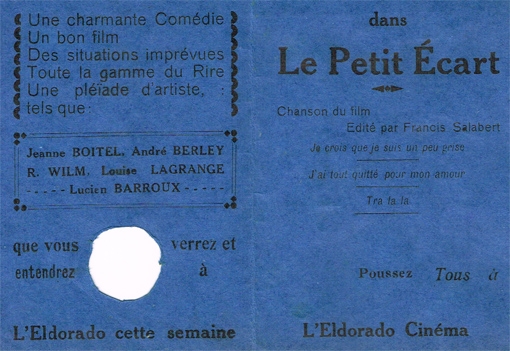 Une charmante Comédie
Un bon film
Des situations imprévues
Toute la gamme du Rire
Une pléïade d'artiste, :
tels que:
Jeanne BOITEL, André BERLEY
R. WILM, Louise LAGRANGE
- - - - - Lucien BARROUX - - - - -
que vous verrez et
entendrez à
L'Eldorado cette semaine
dans
Le Petit Écart
Chanson du film
Edité par Francis Salabert
Je crois que je suis un peu grise
J'ai tout quitté pour mon amour
Tra la la
Poussez Tous à
L'Eldorado Cinéma